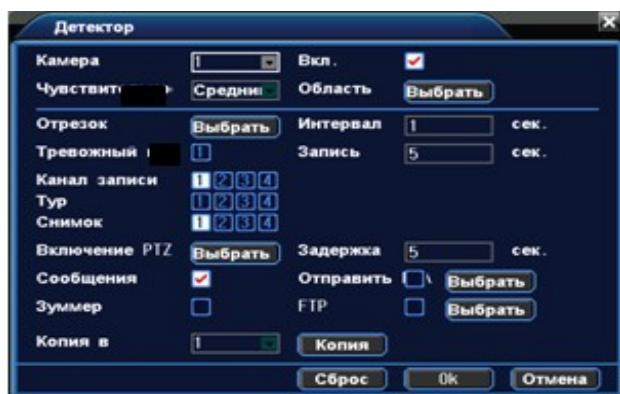 Детектор
Камера 1 Вкл.
Средни Область Выбрать
Отрезок Выбрать Интервал 1 сек.
Тревожный 1 Запись 5 сек.
Канал записи 1 2 3 4
Тур 1 2 3 4
Снимок 1 2 3 4
Включение PTZ Выбрать Задержка 5 сек.
Сообщения Отправить Выбрать
Зуммер FTP Выбрать
Копия в 1 Копия
Сброс Ok Отмена